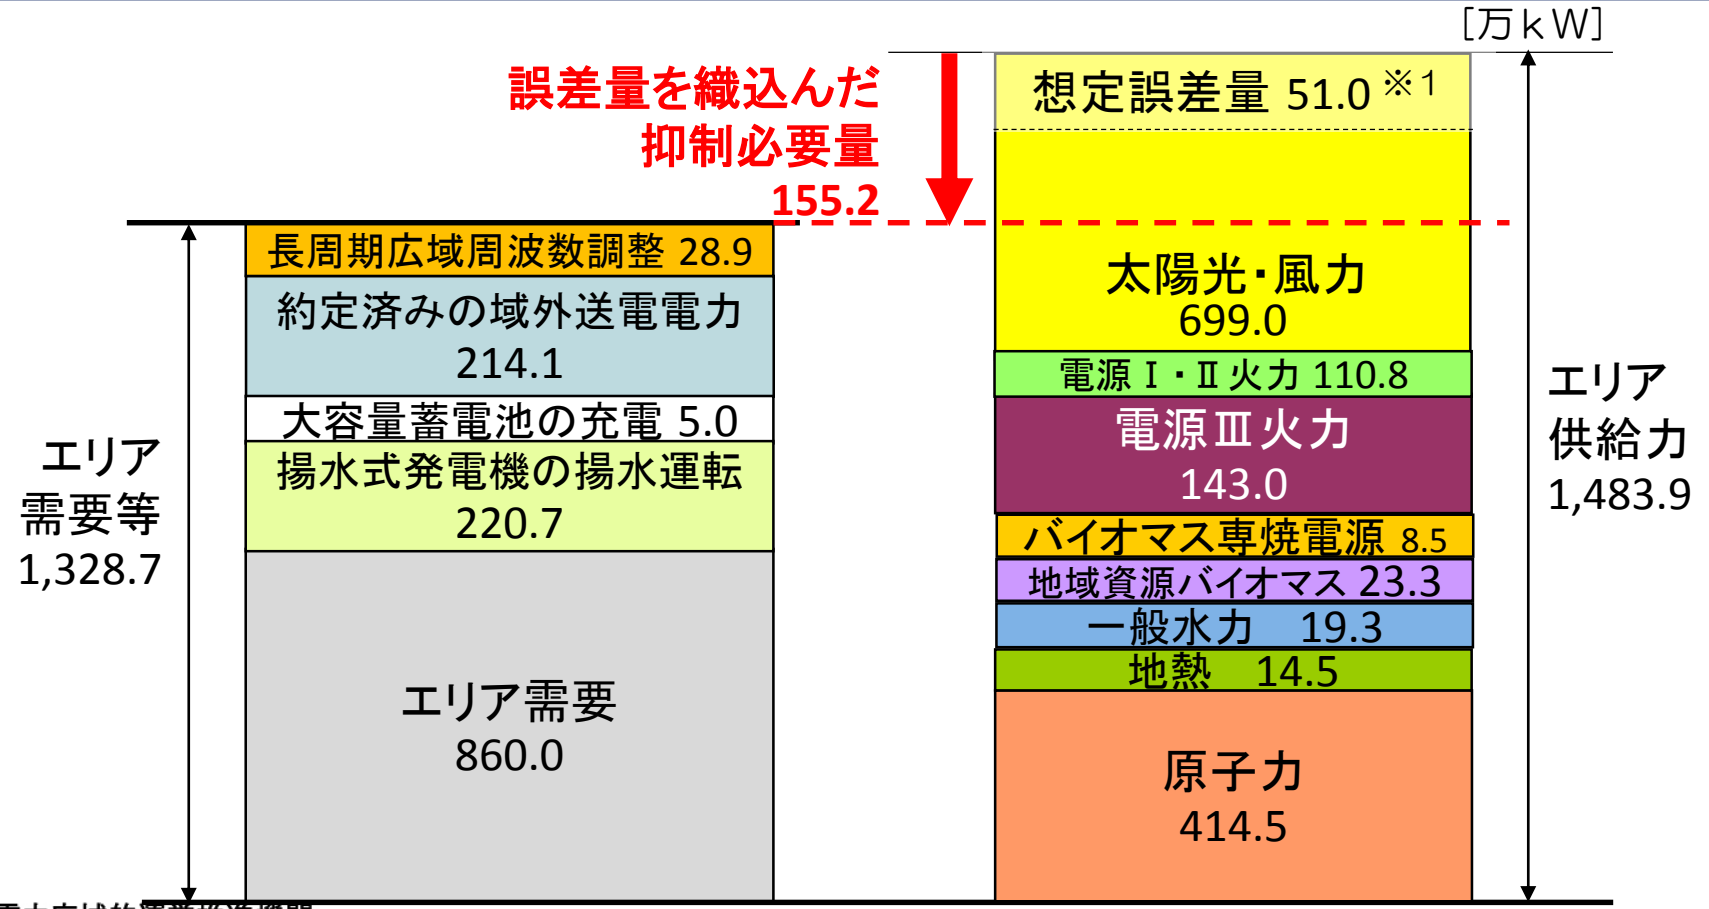 [万kW]
誤差量を織込んだ
抑制必要量
155.2
長周期広域周波数調整 28.9
約定済みの域外送電電力
214.1
大容量蓄電池の充電 5.0
揚水式発電機の揚水運転
220.7
エリア需要
860.0
エリア
需要等
1,328.7
想定誤差量 51.0 ※1
太陽光・風力
699.0
電源Ⅰ・Ⅱ火力 110.8
電源Ⅲ火力
143.0
バイオマス専焼電源 8.5
地域資源バイオマス 23.3
一般水力 19.3
地熱 14.5
原子力
414.5
エリア
供給力
1,483.9